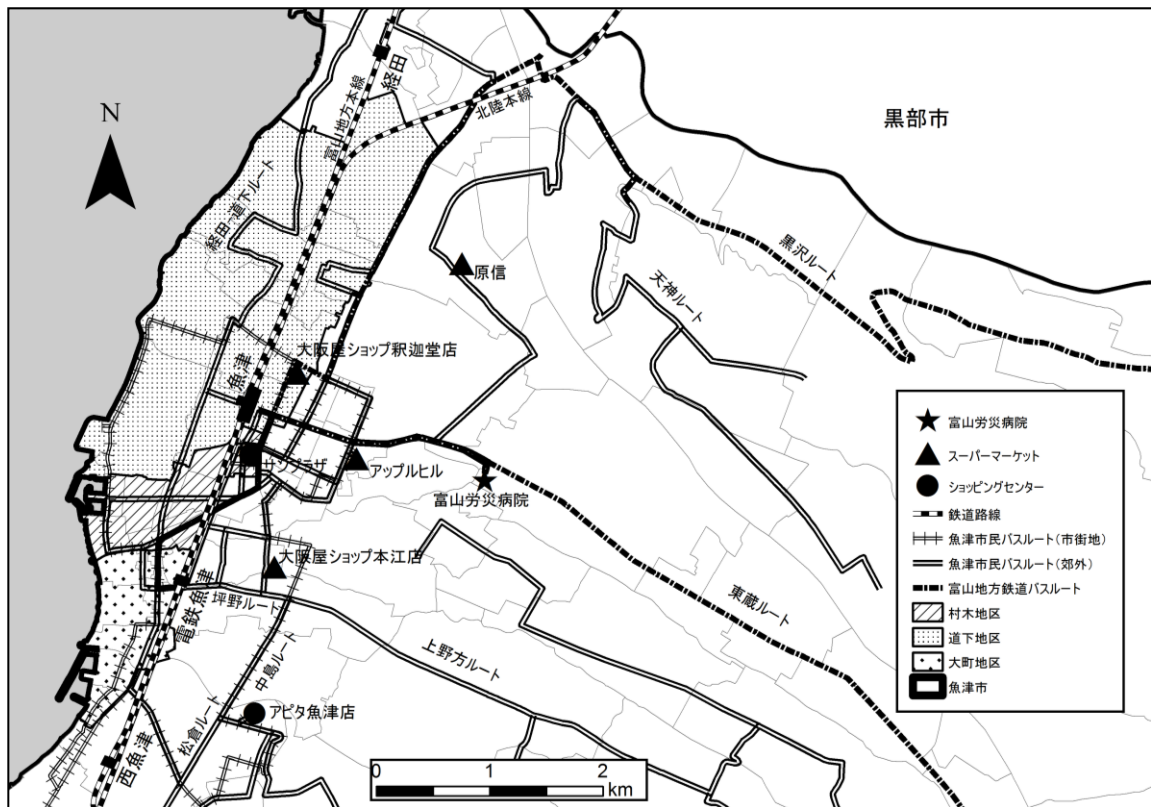 N
経田
北陸本線
富山地方本線
黒部市
経田-道下ルート
黒沢ルート
天神ルート
原信
大阪屋ショップ釈迦堂店
魚津
サンプラザ
アップルヒル
富山労災病院
大阪屋ショップ本江店
坪野ルート
電鉄魚津
東蔵ルート
上野方ルート
中島ルート
松倉ルート
アピタ魚津店
西魚津
0 1 2
km
富山労災病院
スーパーマーケット
ショッピングセンター
鉄道路線
魚津市民バスルート(市街地)
魚津市民バスルート(郊外)
富山地方鉄道バスルート
村木地区
道下地区
大町地区
魚津市